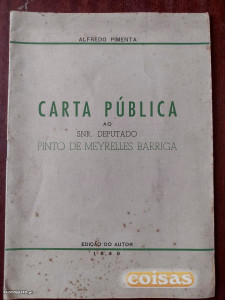 ALFREDO PIMENTA
CARTA PÚBLICA
AO
SNR. DEPUTADO
PINTO DE MEYRELLES BARRIGA
EDIÇÃO DO AUTOR
coisas